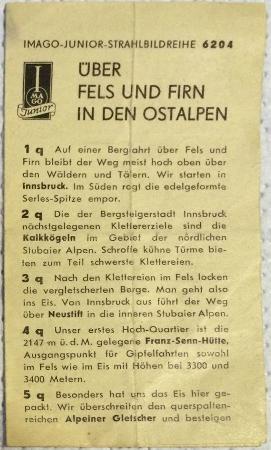 IMAGO-JUNIOR-STRAHLBILDREIHE 6204
I
MAGO
Junior
ÜBER
FELS UND FIRN
IN DEN OSTALPEN
1 q Auf einer Bergfahrt über Fels und
Firn bleibt der Weg meist hoch oben über
den Wäldern und Tälern. Wir starten in
Innsbruck. Im Süden ragt die edelgeformte
Serles-Spitze empor.
2 q Die der Bergsteigerstadt Innsbruck
nächstgelegenen Kletterziele sind die
Kalkkögeln im Gebiet der nördlichen
Stubaier Alpen. Schroffe kühne Türme bie-
ten zum Teil schwerste Klettereien.
3 q Nach den Klettereien im Fels locken
die vergletscherten Berge. Man geht also
ins Eis. Von Innsbruck aus führt der Weg
über Neustift in die inneren Stubaier Alpen.
4 q Unser erstes Hoch-Quartier ist die
2147 m ü.d.M. gelegene Franz-Senn-Hütte,
Ausgangspunkt für Gipfelfahrten sowohl
im Fels wie im Eis mit Höhen bei 3300 und
3400 Metern.
5 q Besonders hat uns das Eis hier ge-
packt. Wir überschreiten den querspalten-
reichen Alpeiner Gletscher und besteigen